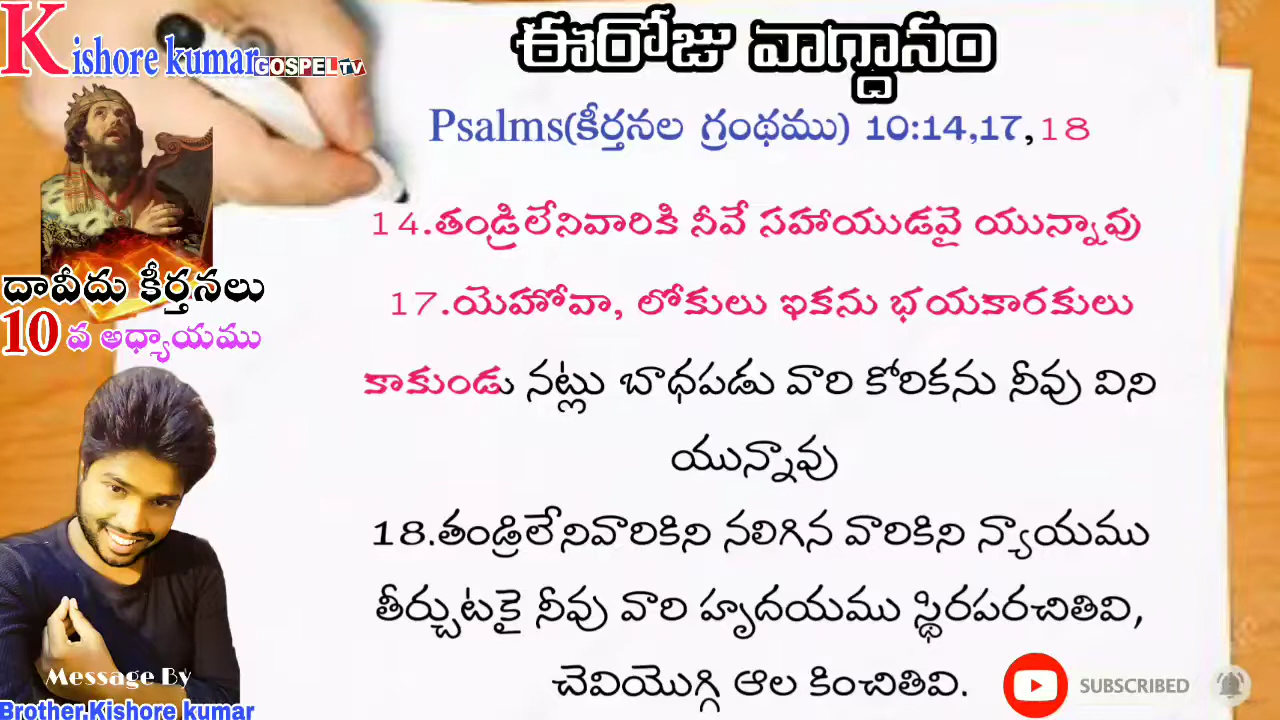 Kishore kumar
GOSPEL TV
ఈరోజు వాగ్దానం
Psalms(కీర్తనల గ్రంథము) 10:14,17,18
14.తండ్రిలేనివారికి నీవే సహాయుడవై యున్నావు
దావీదు కీర్తనలు
10 వ అధ్యాయము
17.యెహోవా, లోకులు ఇకను భయకారకులు
కాకుండు నట్లు బాధపడు వారి కోరికను నీవు విని
యున్నావు
18.తండ్రిలేనివారికిని నలిగిన వారికిని న్యాయము
తీర్చుటకై నీవు వారి హృదయము స్థిరపరచితివి,
చెవియొగ్గి ఆల కించితివి.
Message By
Brother.Kishore kumar
SUBSCRIBED